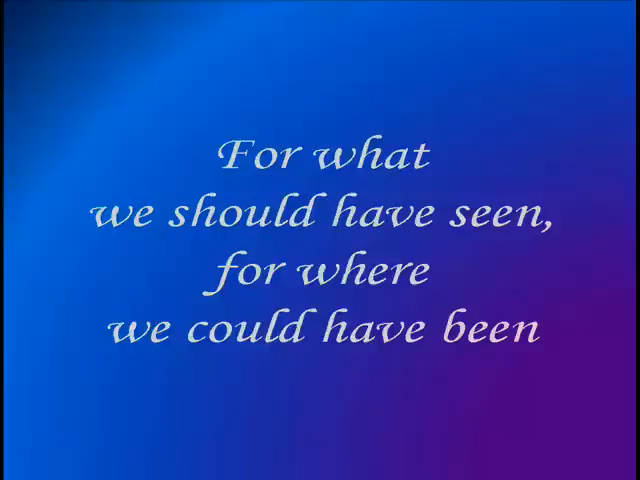 For what
we should have seen,
for where
we could have been